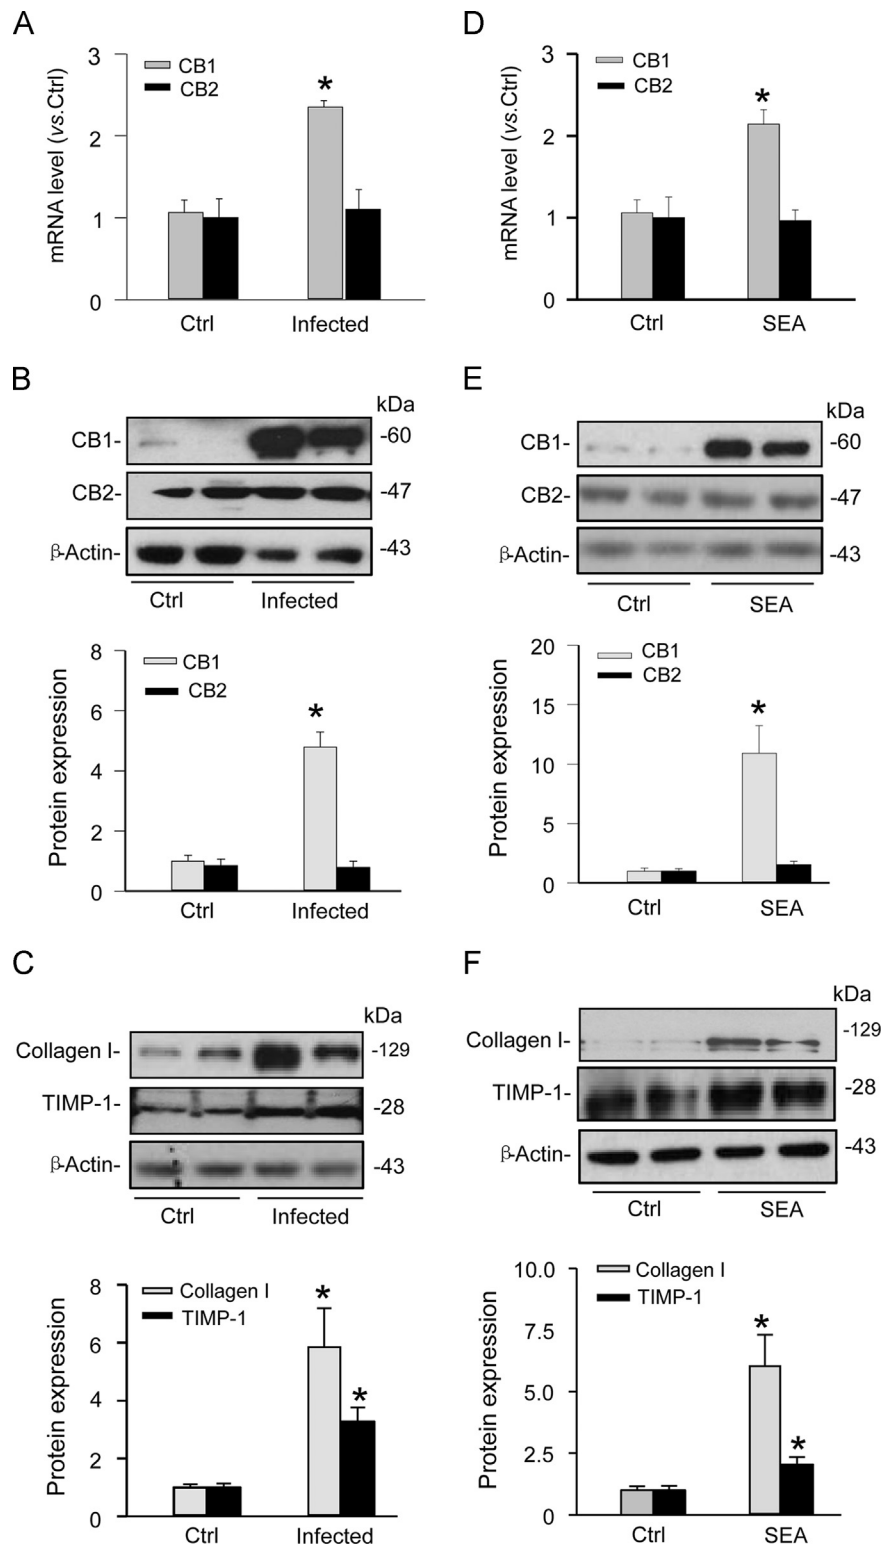 A
mRNA level (vs.Ctrl)
3
2
1
0
CB1
CB2
*
Ctrl
Infected
D
mRNA level (vs.Ctrl)
3
2
1
0
CB1
CB2
*
Ctrl
SEA
B
kDa
CB1-
-60
CB2-
-47
β-Actin-
-43
Ctrl
Infected
Protein expression
8
6
4
2
0
CB1
CB2
*
Ctrl
Infected
E
kDa
CB1-
-60
CB2-
-47
β-Actin-
-43
Ctrl
SEA
Protein expression
20
15
10
5
0
CB1
CB2
*
Ctrl
SEA
C
kDa
Collagen I-
-129
TIMP-1-
-28
β-Actin-
-43
Ctrl
Infected
Protein expression
8
6
4
2
0
Collagen I
TIMP-1
*
*
Ctrl
Infected
F
kDa
Collagen I-
-129
TIMP-1-
-28
β-Actin-
-43
Ctrl
SEA
Protein expression
10.0
7.5
5.0
2.5
0
Collagen I
TIMP-1
*
*
Ctrl
SEA